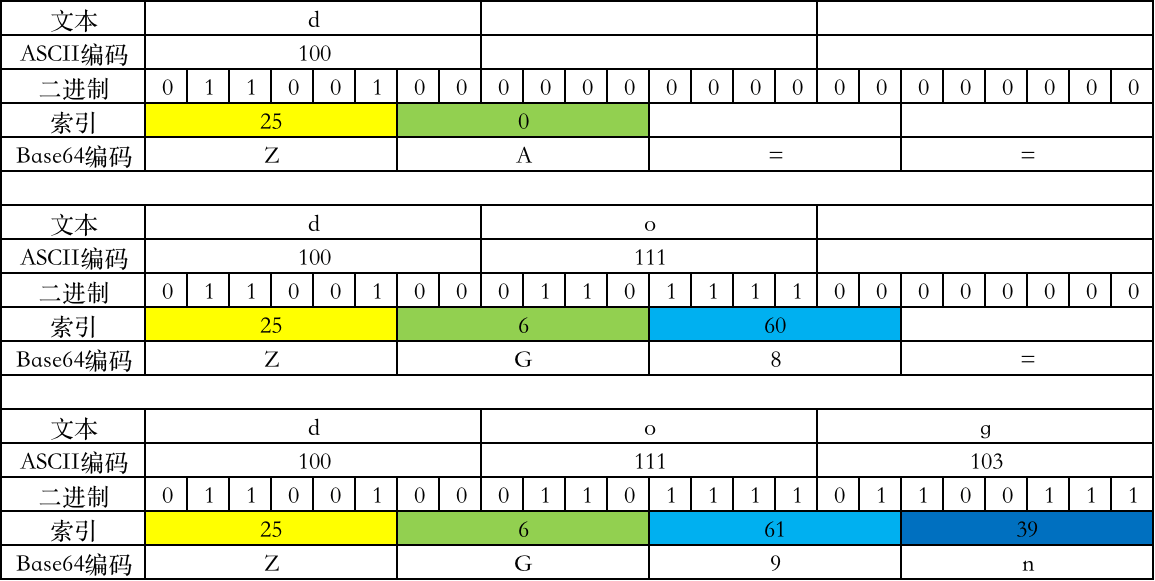 文本 d
ASCII编码 100
二进制 0 1 1 0 0 1 0 0 0 0 0 0 0 0 0 0 0 0 0 0 0 0 0 0
索引 25 0
Base64编码 Z A = =
文本 d o
ASCII编码 100 111
二进制 0 1 1 0 0 1 0 0 0 1 1 0 1 1 1 1 0 0 0 0 0 0 0 0
索引 25 6 60
Base64编码 Z G 8 =
文本 d o g
ASCII编码 100 111 103
二进制 0 1 1 0 0 1 0 0 0 1 1 0 1 1 1 1 0 1 1 0 0 1 1 1
索引 25 6 61 39
Base64编码 Z G 9 n